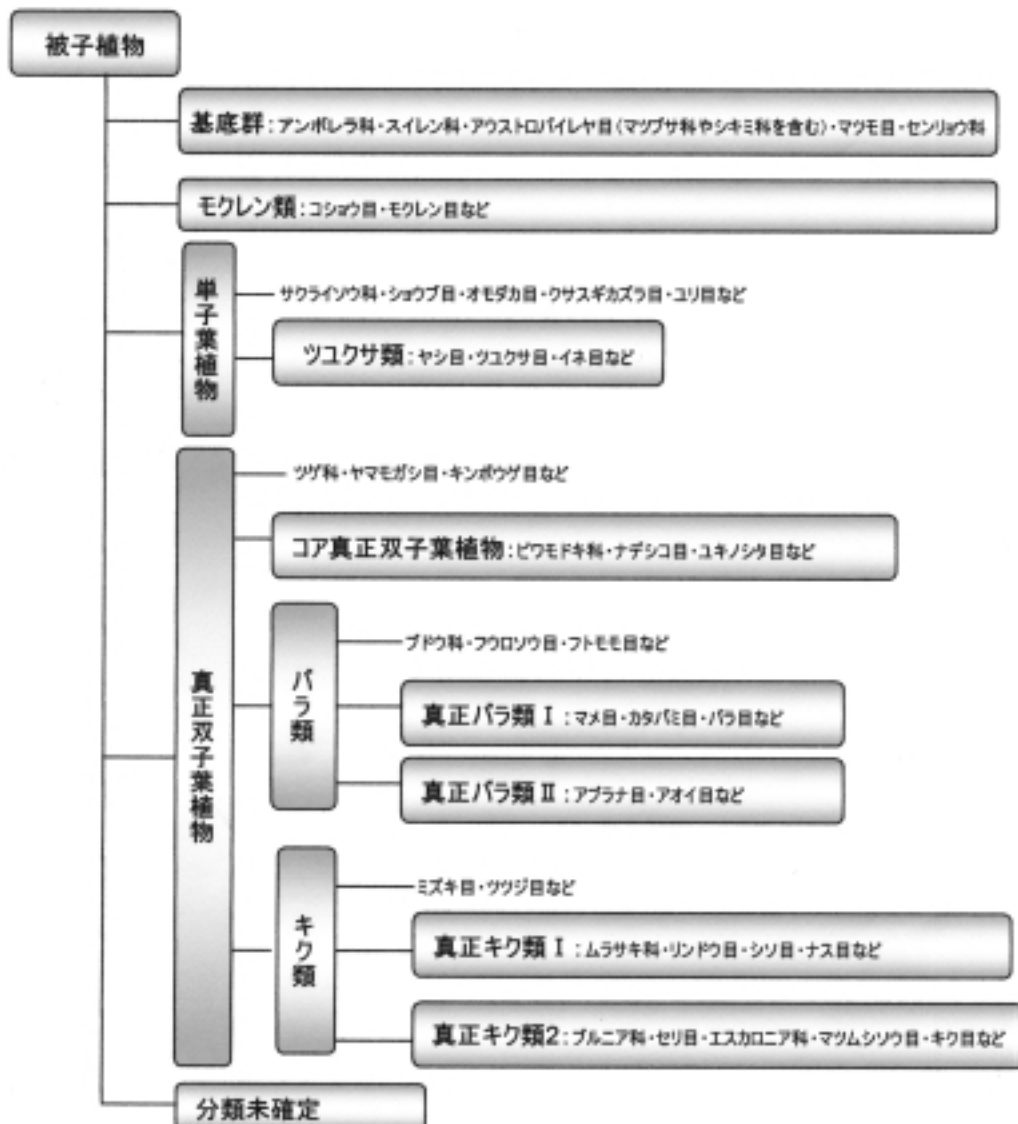 被子植物
基底群：アンボレラ科・スイレン科・アウストロバイレヤ目（マツブサ科やシキミ科を含む）・マツモ目・センリョウ科
モクレン類：コショウ目・モクレン目など
単子葉植物
サクライソウ科・ショウブ目・オモダカ目・クサスギカズラ目・ユリ目など
ツユクサ類：ヤシ目・ツユクサ目・イネ目など
真正双子葉植物
ツゲ科・ヤマモガシ目・キンポウゲ目など
コア真正双子葉植物：ビワモドキ科・ナデシコ目・ユキノシタ目など
バラ類
ブドウ科・フウロソウ目・フトモモ目など
真正バラ類Ⅰ：マメ目・カタバミ目・バラ目など
真正バラ類Ⅱ：アブラナ目・アオイ目など
キク類
ミズキ目・ツツジ目など
真正キク類Ⅰ：ムラサキ科・リンドウ目・シソ目・ナス目など
真正キク類2：ブルニア科・セリ目・エスカロニア科・マツムシソウ目・キク目など
分類未確定